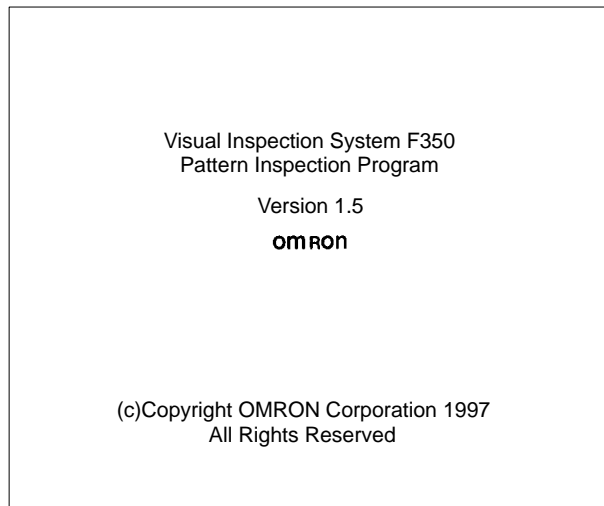 Visual Inspection System F350
Pattern Inspection Program
Version 1.5
omRon
(c)Copyright OMRON Corporation 1997
All Rights Reserved